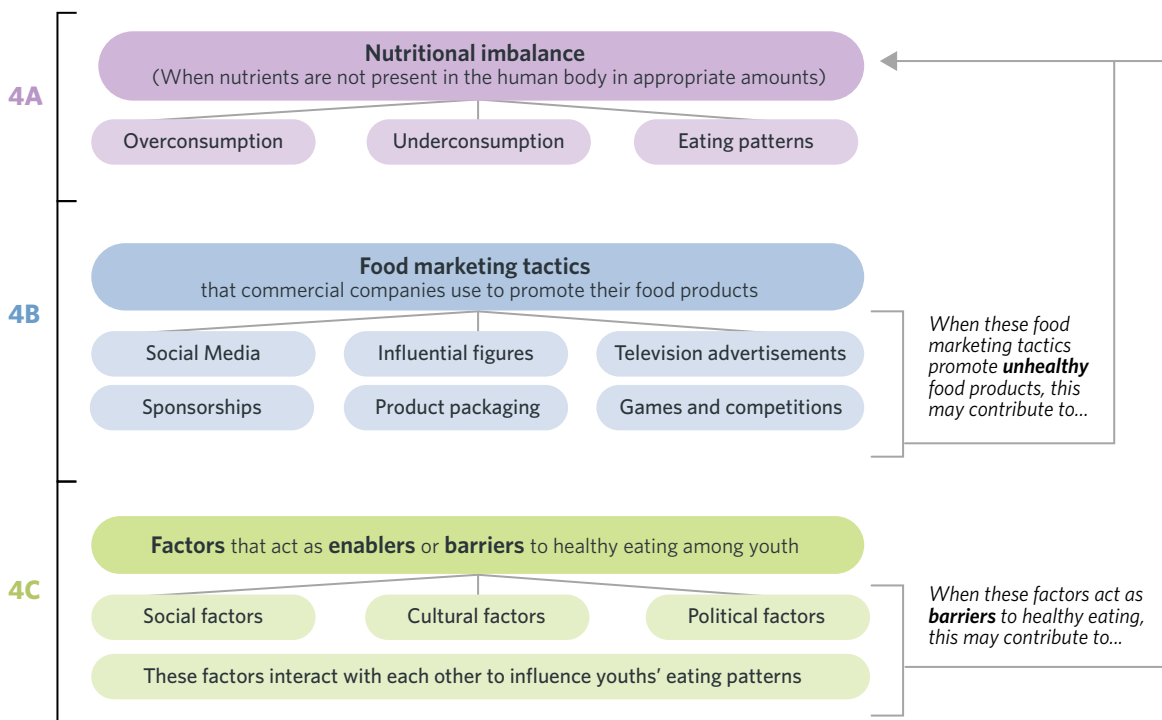 4A
Nutritional imbalance
(When nutrients are not present in the human body in appropriate amounts)
Overconsumption
Underconsumption
Eating patterns
4B
Food marketing tactics
that commercial companies use to promote their food products
Social Media
Influential figures
Television advertisements
Sponsorships
Product packaging
Games and competitions
When these food
marketing tactics
promote unhealthy
food products, this
may contribute to...
4C
Factors that act as enablers or barriers to healthy eating among youth
Social factors
Cultural factors
Political factors
These factors interact with each other to influence youths' eating patterns
When these factors act as
barriers to healthy eating,
this may contribute to...